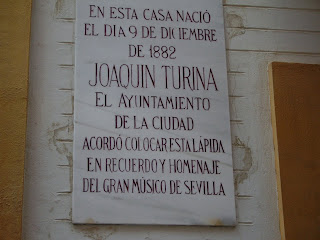 EN ESTA CASA NACIÓ
EL DIA 9 DE DICIEMBRE
DE 1882
JOAQUIN TURINA
EL AYUNTAMIENTO
DE LA CIUDAD
ACORDÓ COLOCAR ESTA LÁPIDA
EN RECUERDO Y HOMENAJE
DEL GRAN MÚSICO DE SEVILLA